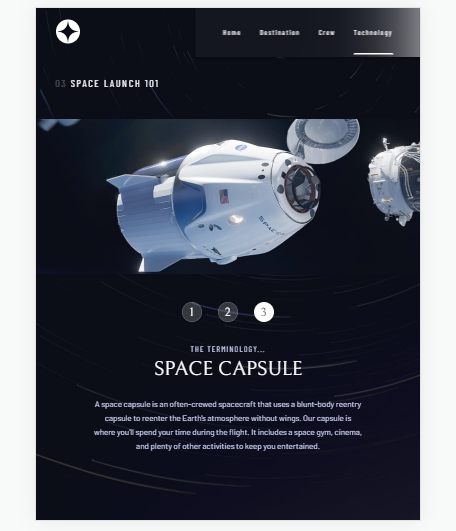 Home Destination Crew Technology
03 SPACE LAUNCH 101
SPACEX
1 2 3
THE TERMINOLOGY...
SPACE CAPSULE
A space capsule is an often-crewed spacecraft that uses a blunt-body reentry
capsule to reenter the Earth's atmosphere without wings. Our capsule is
where you'll spend your time during the flight. It includes a space gym, cinema,
and plenty of other activities to keep you entertained.